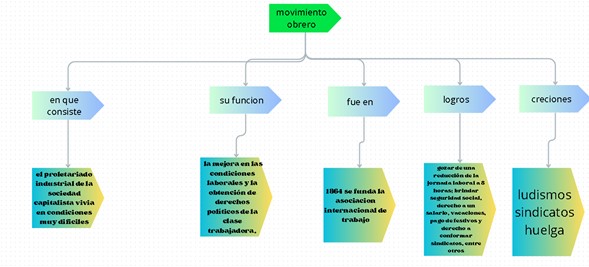 movimiento
obrero
en que
consiste
su funcion
fue en
logros
creciones
el proletariado
industrial de la
sociedad
capitalista vivia
en condiciones
muy dificiles
la mejora en las
condiciones
laborales y la
obtención de
derechos
políticos de la
clase
trabajadora.
1864 se funda la
asociacion
internacional de
trabajo
gozar de una
reducción de la
jornada laboral a 8
horas; brindar
seguridad social,
derecho a un
salario, vacaciones,
pago de festivos y
derecho a
conformar
sindicatos, entre
otros
ludismos
sindicatos
huelga